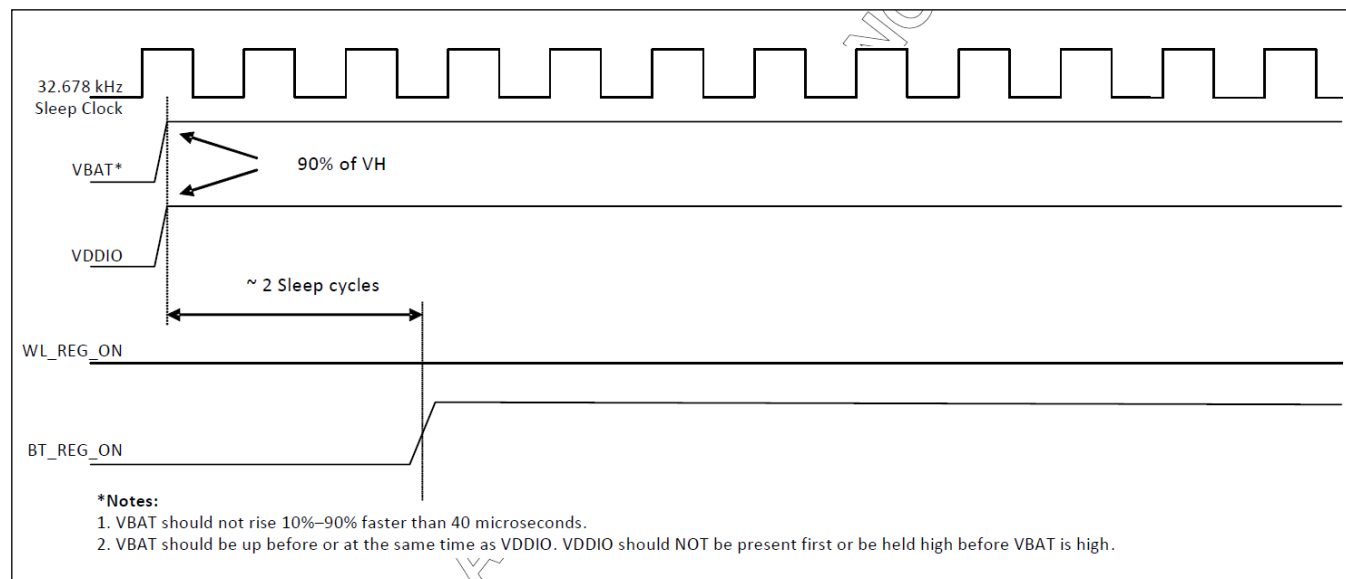 32.678 kHz
Sleep Clock
VBAT*
90% of VH
VDDIO
~ 2 Sleep cycles
WL_REG_ON
BT_REG_ON
*Notes:
1. VBAT should not rise 10%–90% faster than 40 microseconds.
2. VBAT should be up before or at the same time as VDDIO. VDDIO should NOT be present first or be held high before VBAT is high.